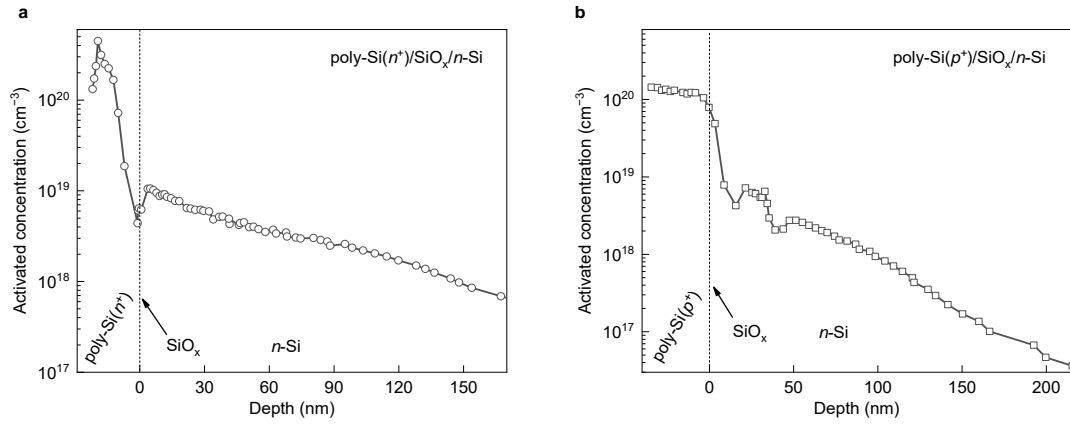 a
poly-Si(n⁺)/SiOₓ/n-Si
Activated concentration (cm⁻³)
10²⁰
10¹⁹
10¹⁸
10¹⁷
poly-Si(n⁺)
SiOₓ
n-Si
0 30 60 90 120 150
Depth (nm)
b
poly-Si(p⁺)/SiOₓ/n-Si
Activated concentration (cm⁻³)
10²⁰
10¹⁹
10¹⁸
10¹⁷
poly-Si(p⁺)
SiOₓ
n-Si
0 50 100 150 200
Depth (nm)